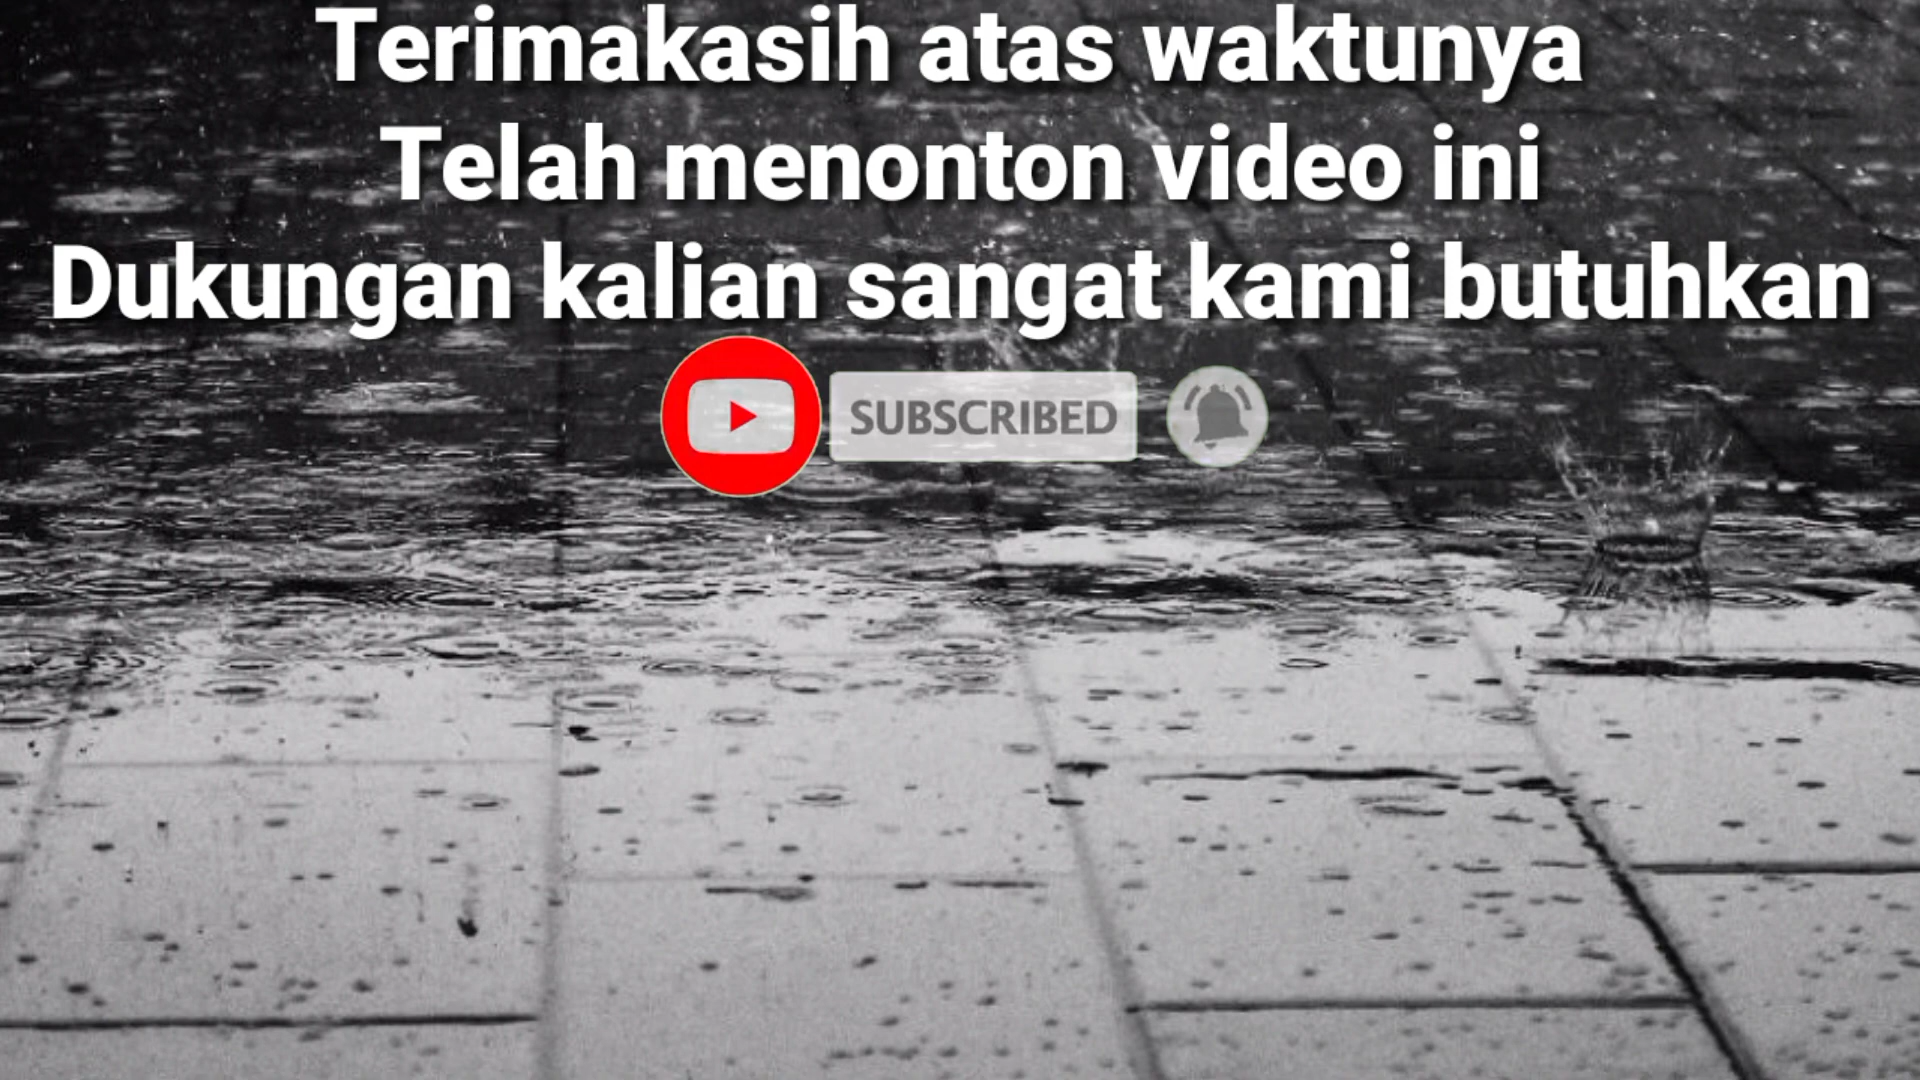 Terimakasih atas waktunya
Telah menonton video ini
Dukungan kalian sangat kami butuhkan
SUBSCRIBED